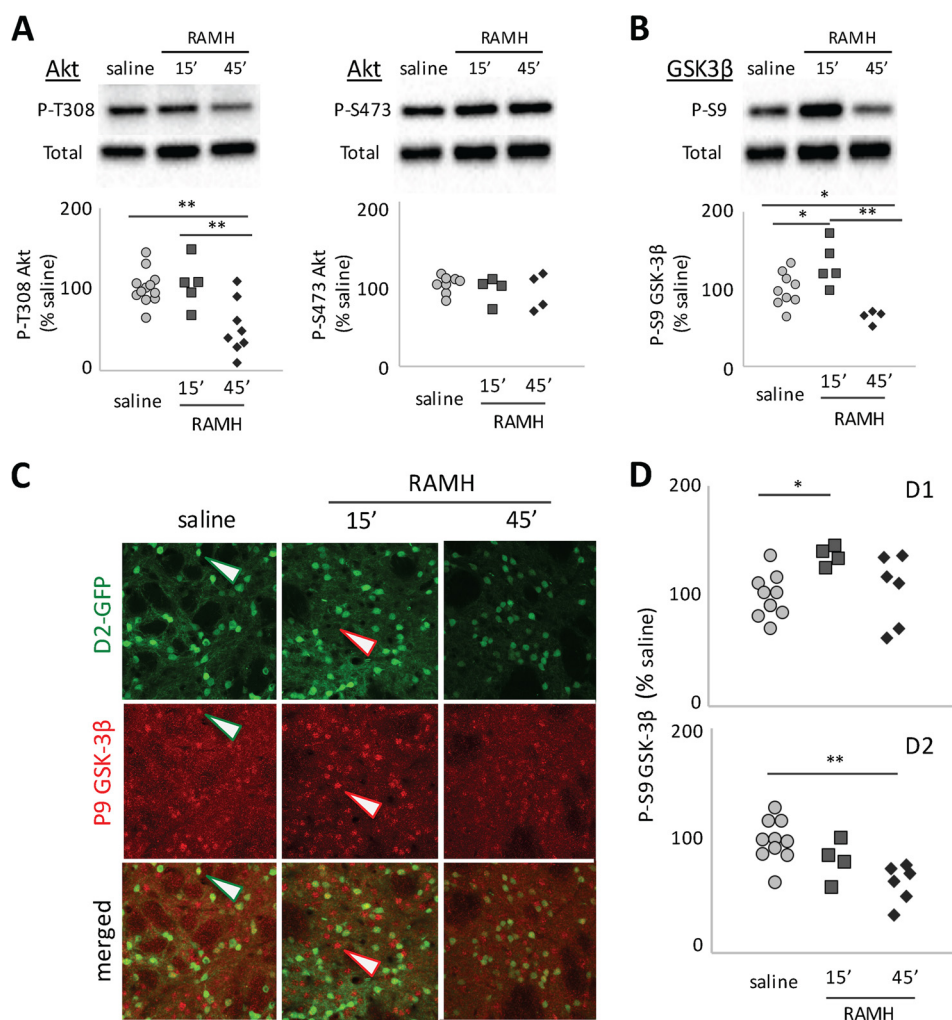 A
RAMH
Akt
saline
15′
45′
P-T308
Total
200
**
**
100
0
P-T308 Akt
(% saline)
saline
15′
45′
RAMH
RAMH
Akt
saline
15′
45′
P-S473
Total
200
100
0
P-S473 Akt
(% saline)
saline
15′
45′
RAMH
B
RAMH
GSK3β
saline
15′
45′
P-S9
Total
200
*
*
**
100
0
P-S9 GSK-3β
(% saline)
saline
15′
45′
RAMH
C
RAMH
saline
15′
45′
D2-GFP
P9 GSK-3β
merged
D
200
*
D1
100
0
P-S9 GSK-3β (% saline)
200
**
D2
100
0
saline
15′
45′
RAMH